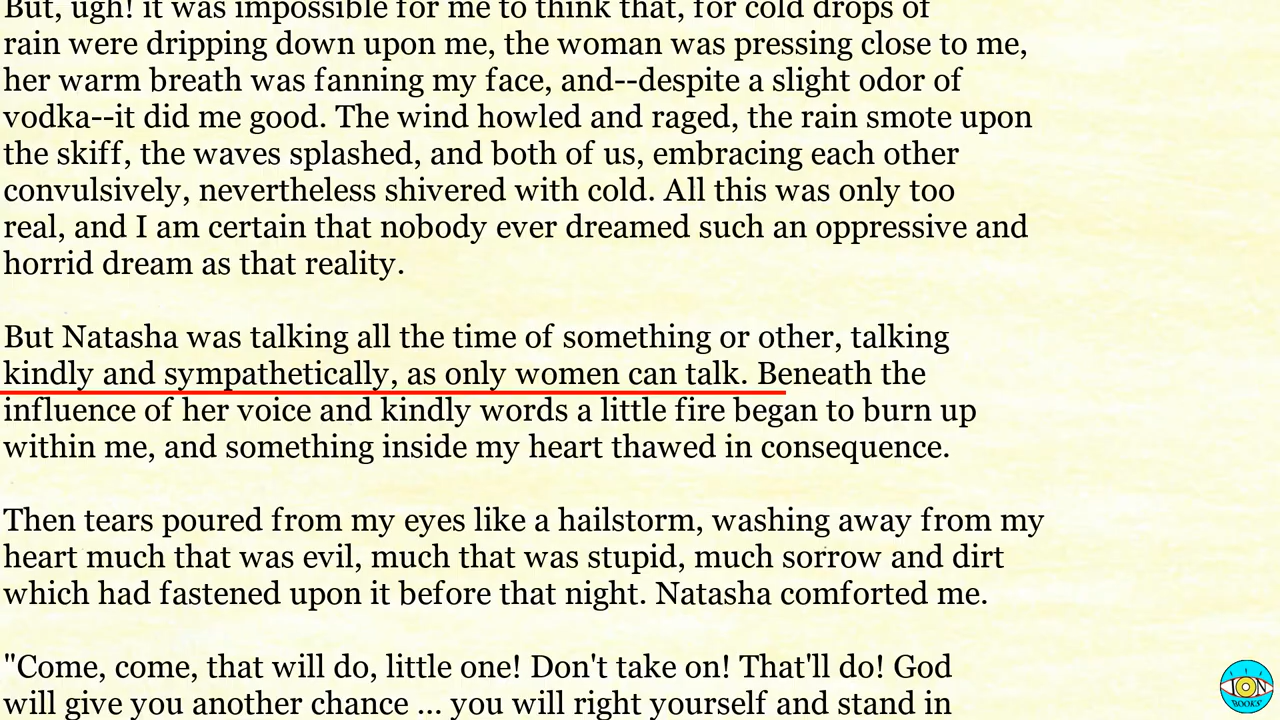 But, ugh! it was impossible for me to think that, for cold drops of
rain were dripping down upon me, the woman was pressing close to me,
her warm breath was fanning my face, and--despite a slight odor of
vodka--it did me good. The wind howled and raged, the rain smote upon
the skiff, the waves splashed, and both of us, embracing each other
convulsively, nevertheless shivered with cold. All this was only too
real, and I am certain that nobody ever dreamed such an oppressive and
horrid dream as that reality.
But Natasha was talking all the time of something or other, talking
kindly and sympathetically, as only women can talk. Beneath the
influence of her voice and kindly words a little fire began to burn up
within me, and something inside my heart thawed in consequence.
Then tears poured from my eyes like a hailstorm, washing away from my
heart much that was evil, much that was stupid, much sorrow and dirt
which had fastened upon it before that night. Natasha comforted me.
"Come, come, that will do, little one! Don't take on! That'll do! God
will give you another chance ... you will right yourself and stand in
ION
BOOKS